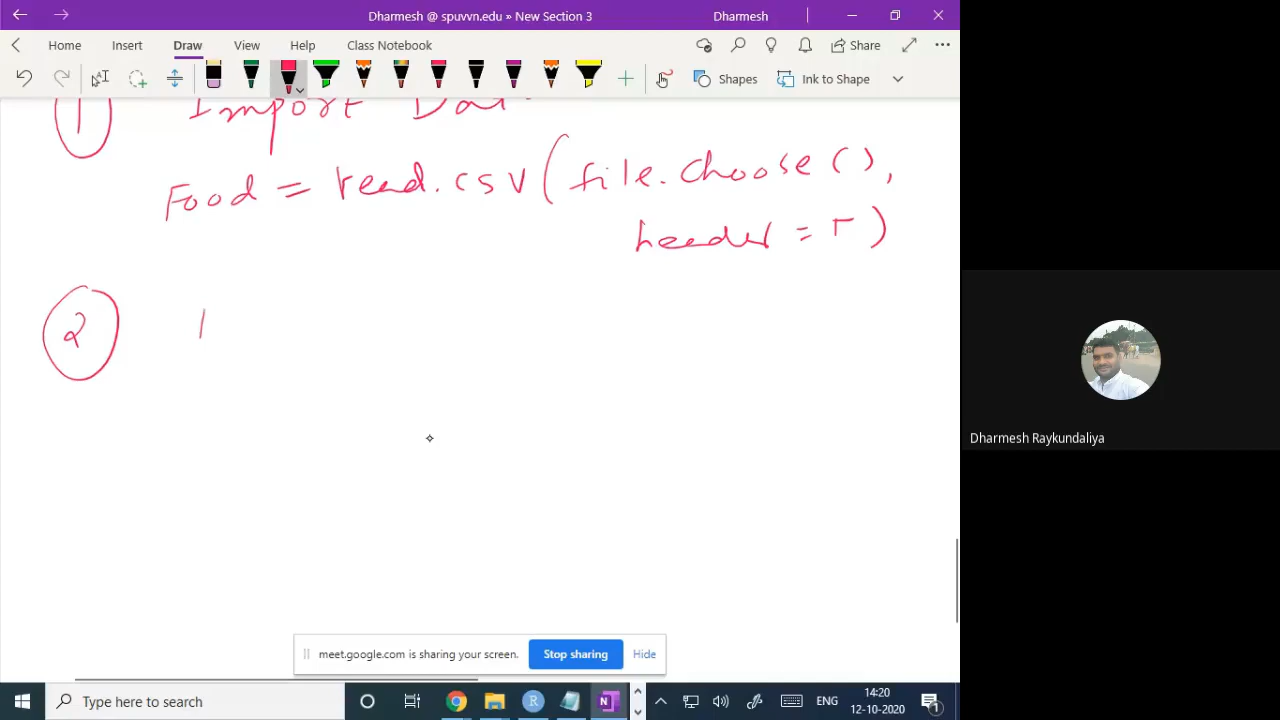 Dharmesh @ spuvvn.edu » New Section 3
Dharmesh
Home Insert Draw View Help Class Notebook
Share
Shapes
Ink to Shape
① Import Dat
Food = read.csv(file.choose(),
header = T)
②
Dharmesh Raykundaliya
meet.google.com is sharing your screen.
Stop sharing
Hide
Type here to search
ENG
14:20
12-10-2020
1